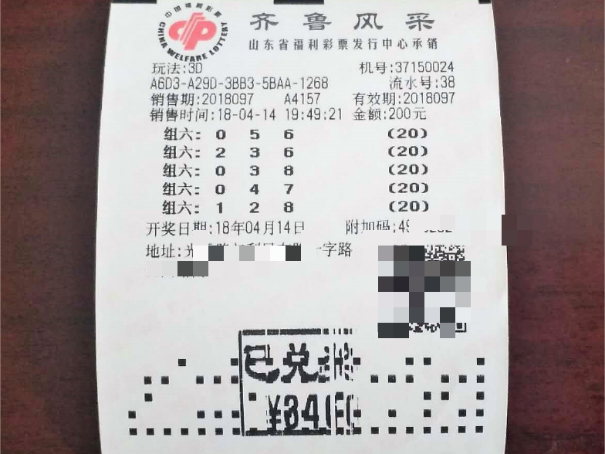 中国福利彩票
CHINA WELFARE LOTTERY
齐鲁风采
山东省福利彩票发行中心承销
玩法:3D 机号:37150024
A6D3-A29D-3BB3-5BAA-1268 流水号:38
销售期:2018097 A4157 有效期:2018097
销售时间:18-04-14 19:49:21 金额:200元
组六: 0 5 6 (20)
组六: 2 3 6 (20)
组六: 0 3 8 (20)
组六: 0 4 7 (20)
组六: 1 2 8 (20)
开奖日期:18年04月14日 附加码:49
地址:光 字路
已兑
¥34